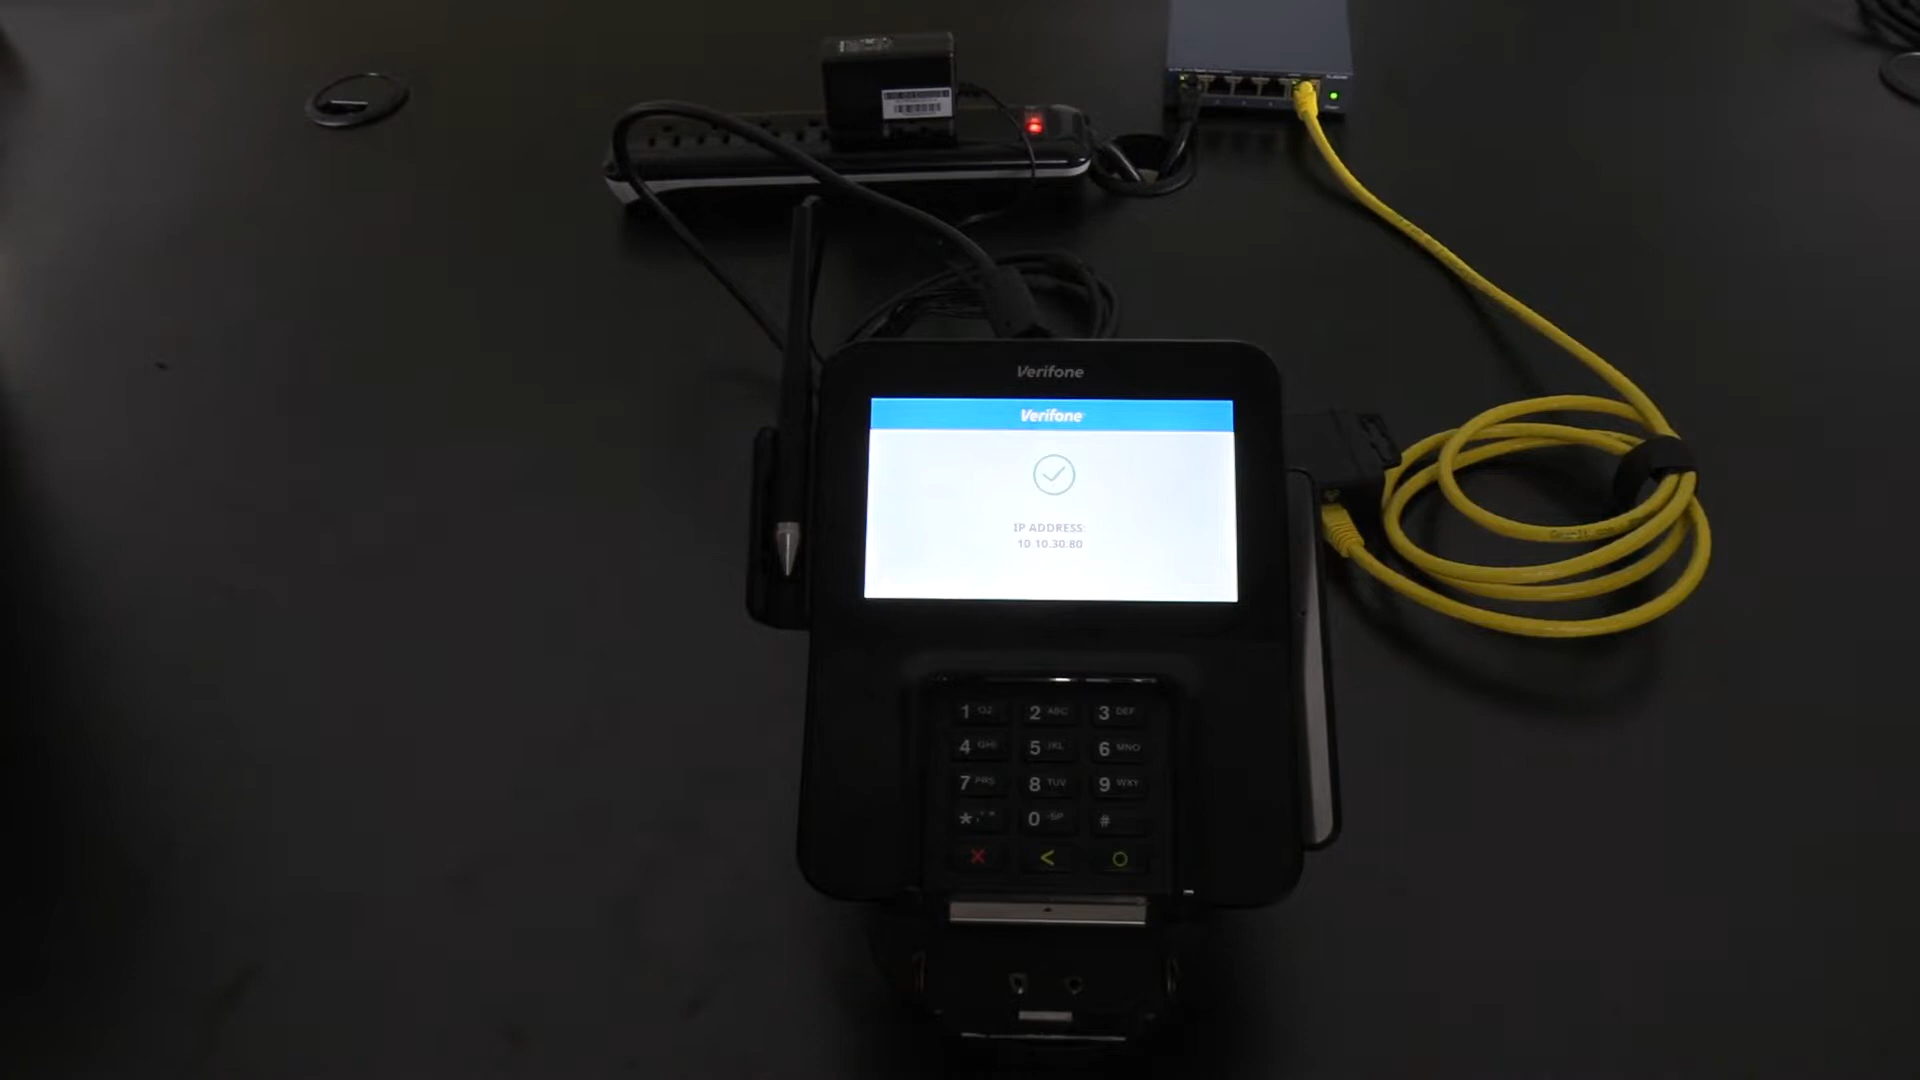 Verifone
Verifone
IP ADDRESS:
10.10.30.80
1 QZ. 2 ABC 3 DEF
4 GHI 5 JKL 6 MNO
7 PRS 8 TUV 9 WXY
*,'" 0 -SP #